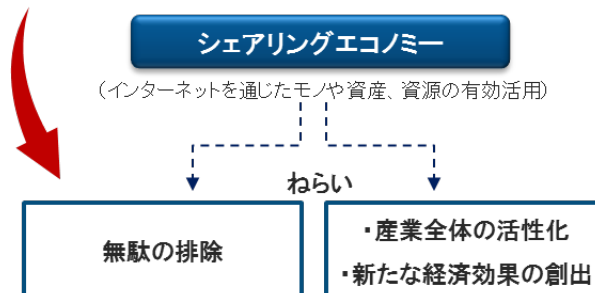 シェアリングエコノミー
（インターネットを通じたモノや資産、資源の有効活用）
ねらい
無駄の排除
・産業全体の活性化
・新たな経済効果の創出